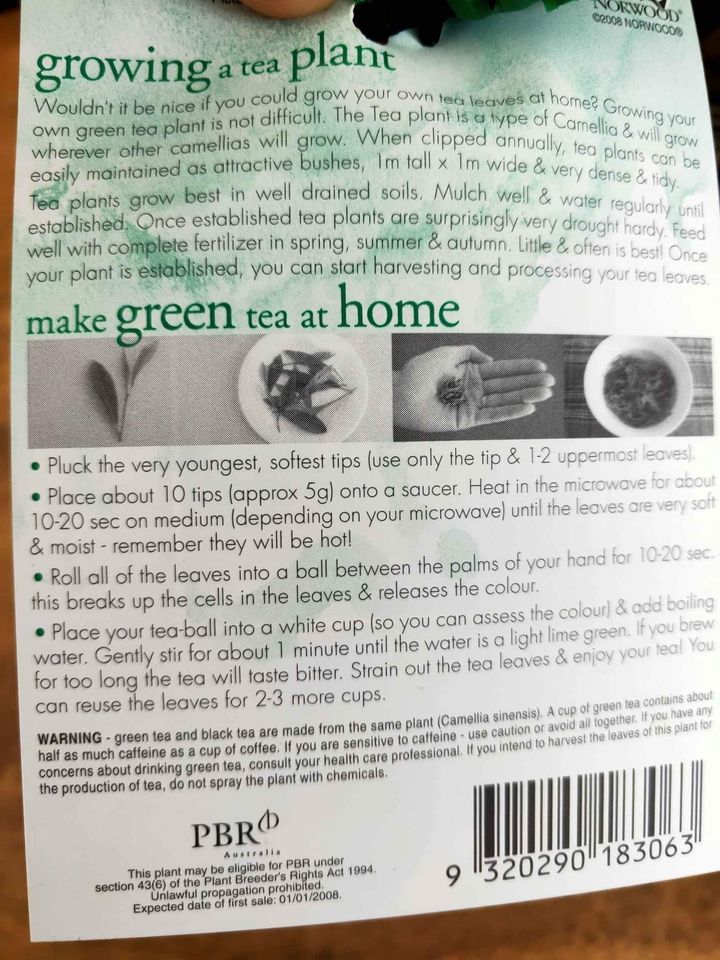 NORWOOD®
©2008 NORWOOD®
growing a tea plant
Wouldn't it be nice if you could grow your own tea leaves at home? Growing your
own green tea plant is not difficult. The Tea plant is a type of Camellia & will grow
wherever other camellias will grow. When clipped annually, tea plants can be
easily maintained as attractive bushes, 1m tall x 1m wide & very dense & tidy.
Tea plants grow best in well drained soils. Mulch well & water regularly until
established. Once established tea plants are surprisingly very drought hardy. Feed
well with complete fertilizer in spring, summer & autumn. Little & often is best! Once
your plant is established, you can start harvesting and processing your tea leaves.
make green tea at home
• Pluck the very youngest, softest tips (use only the tip & 1-2 uppermost leaves).
• Place about 10 tips (approx 5g) onto a saucer. Heat in the microwave for about
10-20 sec on medium (depending on your microwave) until the leaves are very soft
& moist - remember they will be hot!
• Roll all of the leaves into a ball between the palms of your hand for 10-20 sec.
this breaks up the cells in the leaves & releases the colour.
• Place your tea-ball into a white cup (so you can assess the colour) & add boiling
water. Gently stir for about 1 minute until the water is a light lime green. If you brew
for too long the tea will taste bitter. Strain out the tea leaves & enjoy your tea! You
can reuse the leaves for 2-3 more cups.
WARNING - green tea and black tea are made from the same plant (Camellia sinensis). A cup of green tea contains about
half as much caffeine as a cup of coffee. If you are sensitive to caffeine - use caution or avoid all together. If you have any
concerns about drinking green tea, consult your health care professional. If you intend to harvest the leaves of this plant for
the production of tea, do not spray the plant with chemicals.
PBR
Australia
This plant may be eligible for PBR under
section 43(6) of the Plant Breeder's Rights Act 1994.
Unlawful propagation prohibited.
Expected date of first sale: 01/01/2008.
9 320290 183063